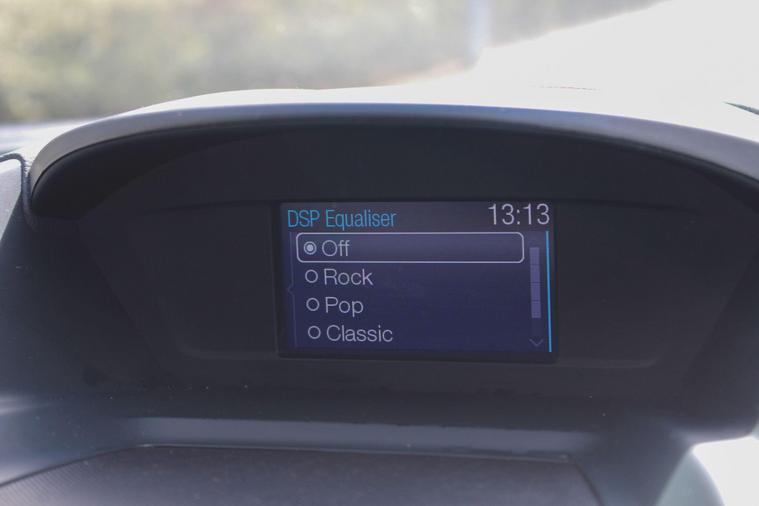 DSP Equaliser 13:13
Off
Rock
Pop
Classic